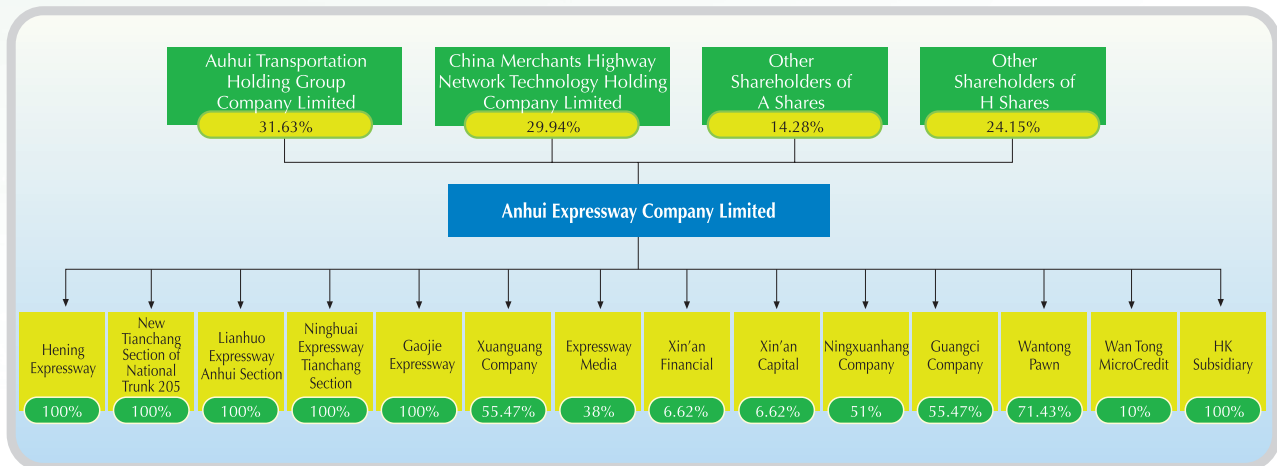 Auhui Transportation
Holding Group
Company Limited
31.63%
China Merchants Highway
Network Technology Holding
Company Limited
29.94%
Other
Shareholders of
A Shares
14.28%
Other
Shareholders of
H Shares
24.15%
Anhui Expressway Company Limited
Hening
Expressway
100%
New
Tianchang
Section of
National
Trunk 205
100%
Lianhuo
Expressway
Anhui Section
100%
Ninghuai
Expressway
Tianchang
Section
100%
Gaojie
Expressway
100%
Xuanguang
Company
55.47%
Expressway
Media
38%
Xin'an
Financial
6.62%
Xin'an
Capital
6.62%
Ningxuanhang
Company
51%
Guangci
Company
55.47%
Wantong
Pawn
71.43%
Wan Tong
MicroCredit
10%
HK
Subsidiary
100%